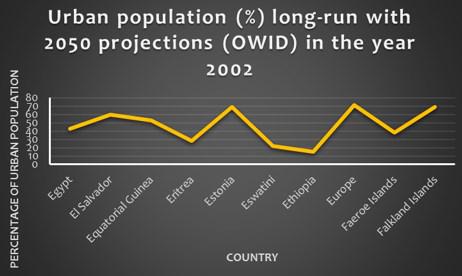 Urban population (%) long-run with
2050 projections (OWID) in the year
2002
PERCENTAGE OF URBAN POPULATION
80
70
60
50
40
30
20
10
0
Egypt
El Salvador
Equatorial Guinea
Eritrea
Estonia
Eswatini
Ethiopia
Europe
Faeroe Islands
Falkland Islands
COUNTRY